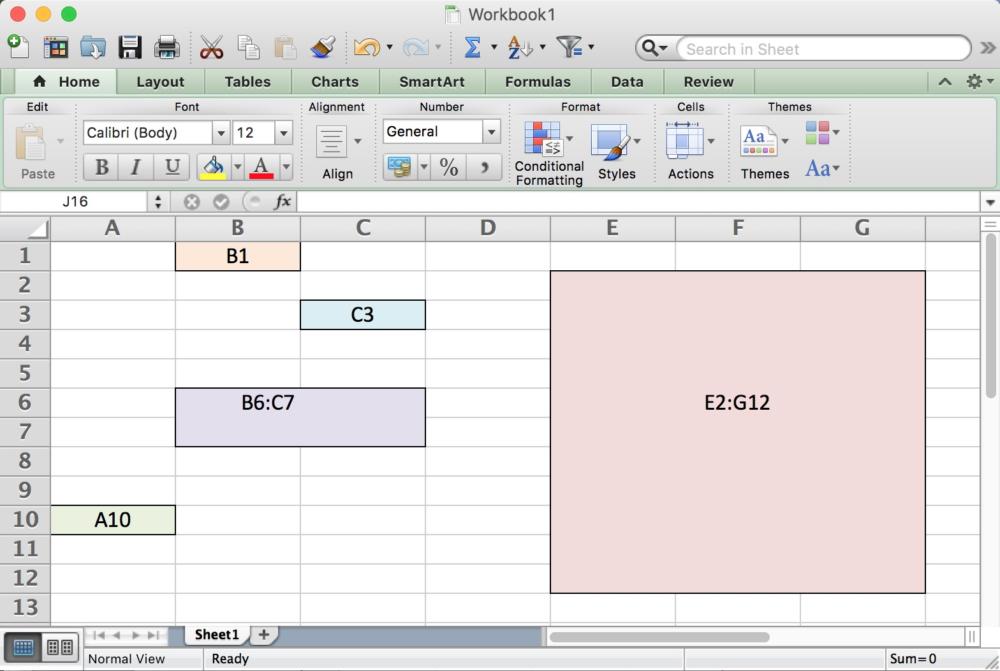 Workbook1
Search in Sheet
Home Layout Tables Charts SmartArt Formulas Data Review
Edit Font Alignment Number Format Cells Themes
Calibri (Body) 12 General
Paste B I U A Align % , Conditional Formatting Styles Actions Aa Themes Aa
J16 fx
A B C D E F G
1 B1
2
3 C3
4
5
6 B6:C7 E2:G12
7
8
9
10 A10
11
12
13
Sheet1
Normal View Ready Sum=0